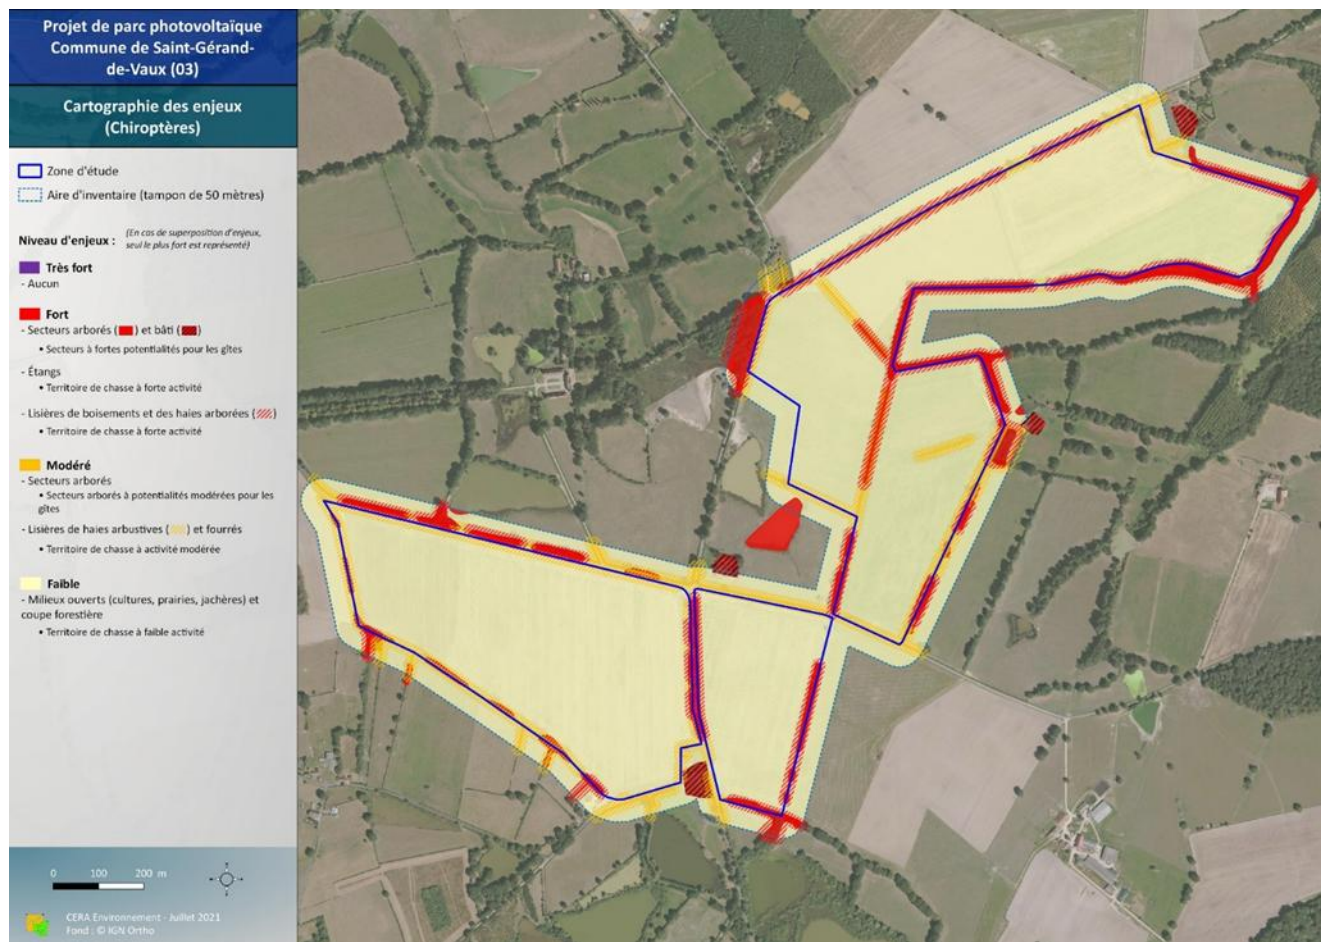 Projet de parc photovoltaïque
Commune de Saint-Gérand-
de-Vaux (03)
Cartographie des enjeux
(Chiroptères)
Zone d'étude
Aire d'inventaire (tampon de 50 mètres)
Niveau d'enjeux :
(En cas de superposition d'enjeux,
seul le plus fort est représenté)
Très fort
- Aucun
Fort
- Secteurs arborés ( ) et bâti ( )
• Secteurs à fortes potentialités pour les gîtes
- Étangs
• Territoire de chasse à forte activité
- Lisières de boisements et des haies arborées ( )
• Territoire de chasse à forte activité
Modéré
- Secteurs arborés
• Secteurs arborés à potentialités modérées pour les
gîtes
- Lisières de haies arbustives ( ) et fourrés
• Territoire de chasse à activité modérée
Faible
- Milieux ouverts (cultures, prairies, jachères) et
coupe forestière
• Territoire de chasse à faible activité
0 100 200 m
CERA Environnement - Juillet 2021
Fond : © IGN Ortho